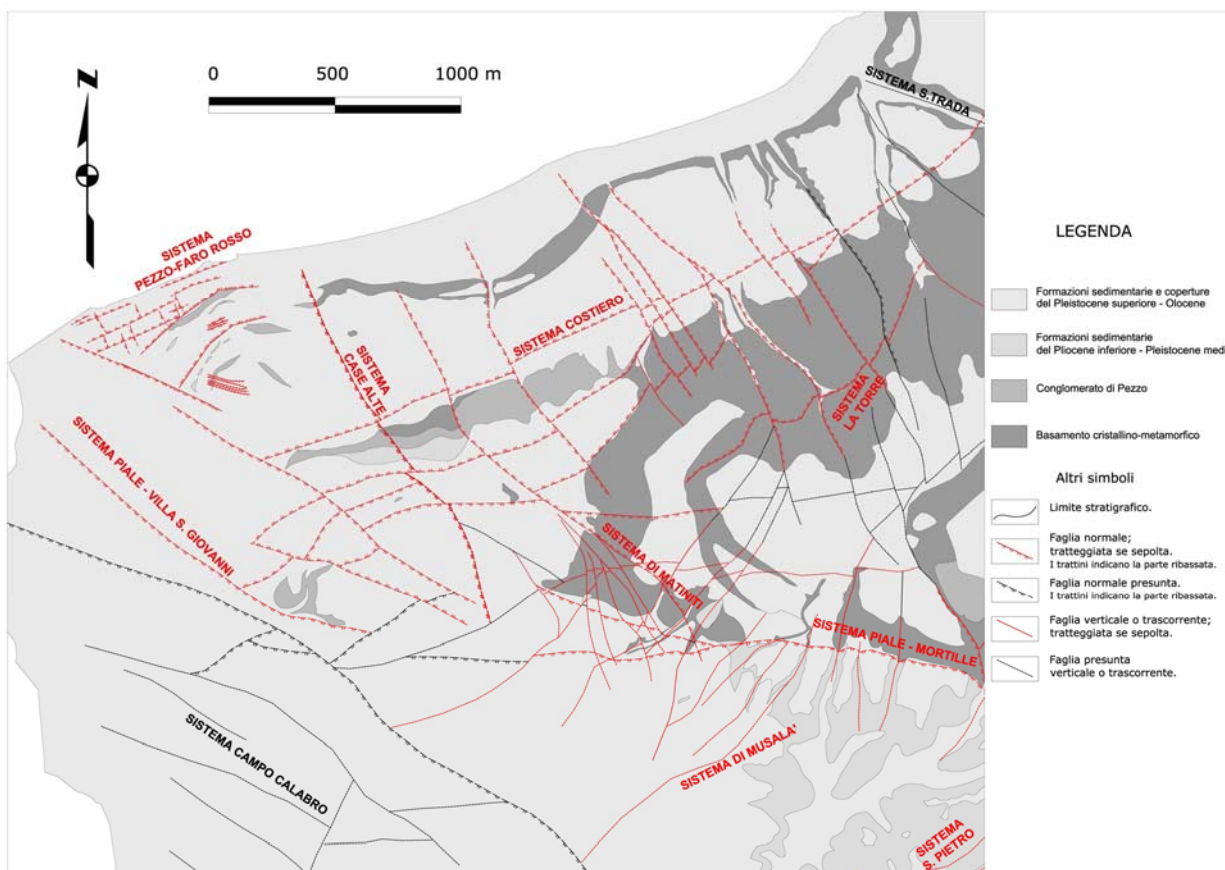 0 500 1000 m
N
SISTEMA S.TRADA
SISTEMA
PEZZO-FARO ROSSO
SISTEMA COSTIERO
SISTEMA
CASE ALTE
SISTEMA
LA TORRE
SISTEMA PIALE - VILLA S. GIOVANNI
SISTEMA DI MATINITI
SISTEMA PIALE - MORTILLE
SISTEMA CAMPO CALABRO
SISTEMA DI MUSALA'
SISTEMA
S. PIETRO
LEGENDA
Formazioni sedimentarie e coperture
del Pleistocene superiore - Olocene
Formazioni sedimentarie
del Pliocene inferiore - Pleistocene medi
Conglomerato di Pezzo
Basamento cristallino-metamorfico
Altri simboli
Limite stratigrafico.
Faglia normale;
tratteggiata se sepolta.
I trattini indicano la parte ribassata.
Faglia normale presunta.
I trattini indicano la parte ribassata.
Faglia verticale o trascorrente;
tratteggiata se sepolta.
Faglia presunta
verticale o trascorrente.